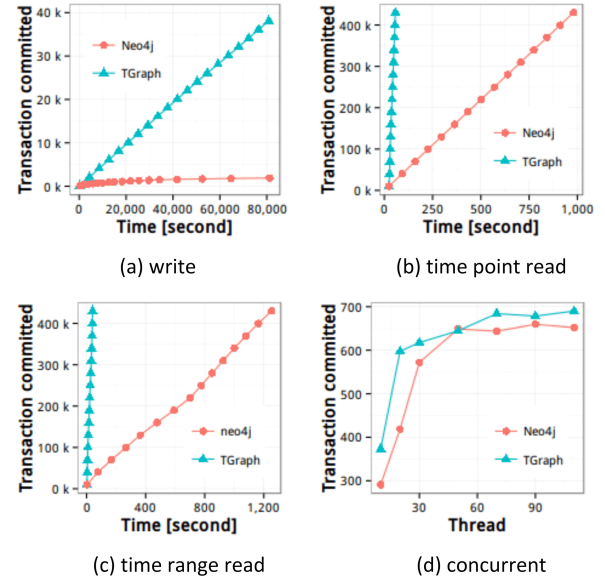 Transaction committed
40 k
30 k
20 k
10 k
0 k
Neo4j
TGraph
0
20,000
40,000
60,000
80,000
Time [second]
(a) write
Transaction committed
400 k
300 k
200 k
100 k
0 k
Neo4j
TGraph
0
250
500
750
1,000
Time [second]
(b) time point read
Transaction committed
400 k
300 k
200 k
100 k
0 k
neo4j
TGraph
0
400
800
1,200
Time [second]
(c) time range read
Transaction committed
700
600
500
400
300
Neo4j
TGraph
30
60
90
Thread
(d) concurrent